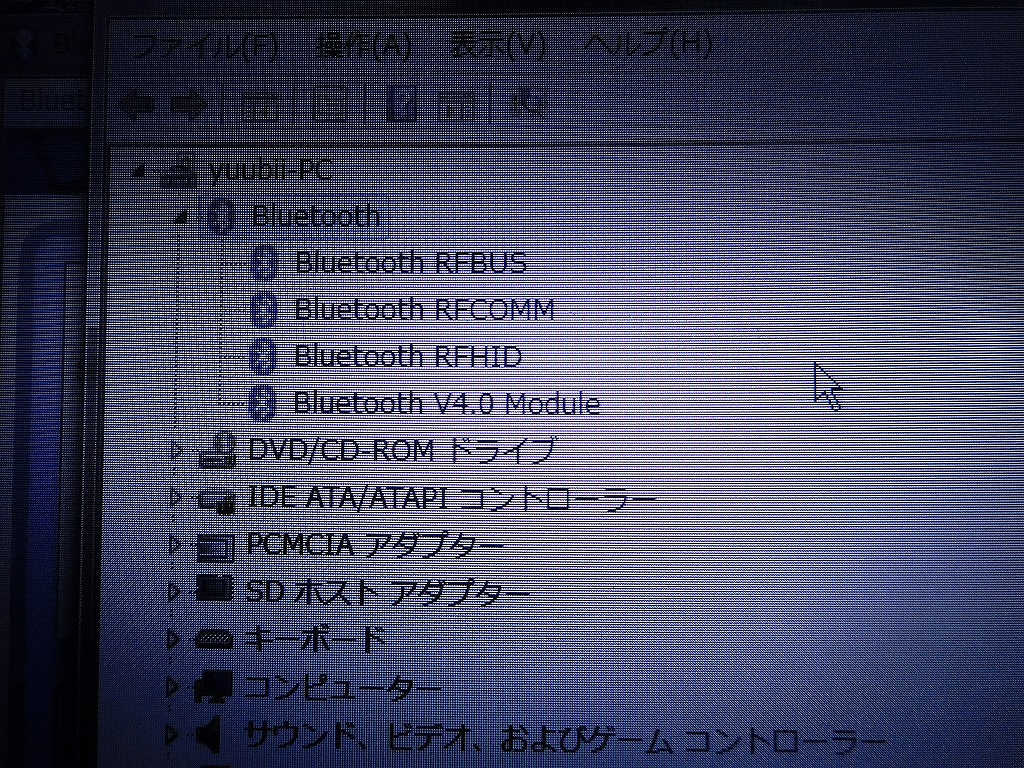 ファイル(F) 操作(A) 表示(V) ヘルプ(H)
yuubii-PC
Bluetooth
Bluetooth RFBUS
Bluetooth RFCOMM
Bluetooth RFHID
Bluetooth V4.0 Module
DVD/CD-ROM ドライブ
IDE ATA/ATAPI コントローラー
PCMCIA アダプター
SD ホスト アダプター
キーボード
コンピューター
サウンド、ビデオ、およびゲーム コントローラー